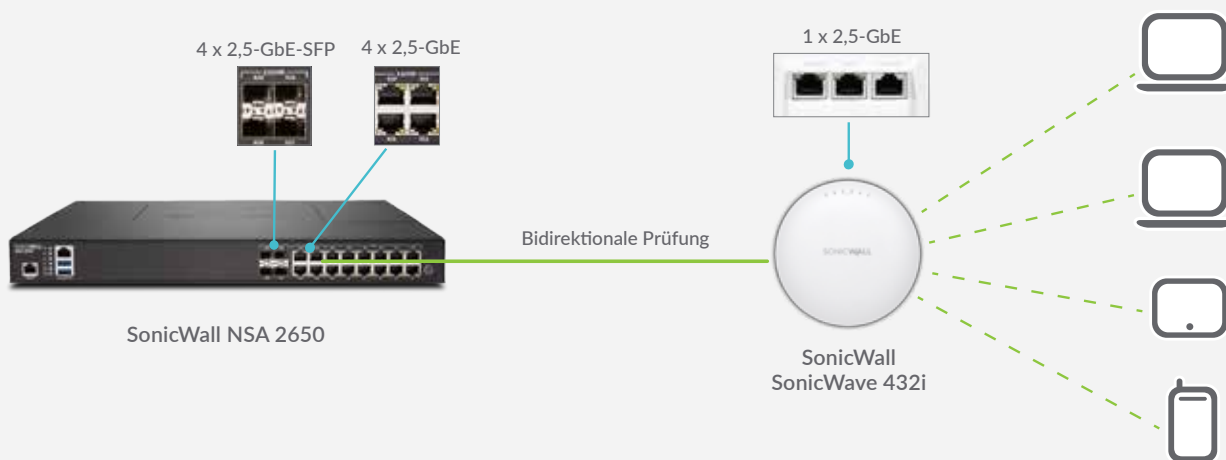 4 x 2,5-GbE-SFP
4 x 2,5-GbE
1 x 2,5-GbE
Bidirektionale Prüfung
SONICWALL
SonicWall NSA 2650
SonicWall
SonicWave 432i